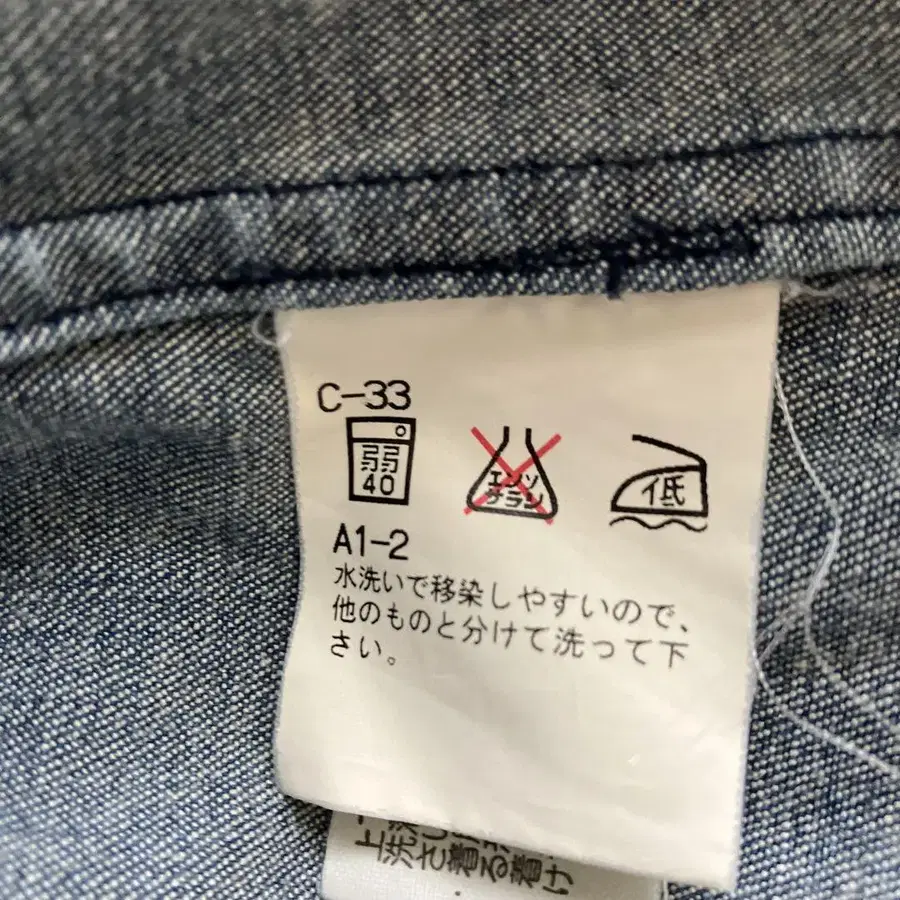 C-33
弱
40
エンソ
サラシ
低
A1-2
水洗いで移染しやすいので、
他のものと分けて洗って下
さい。